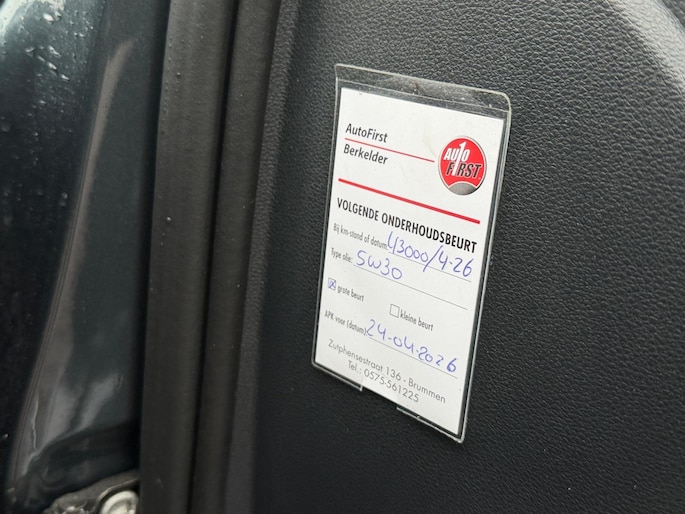 AutoFirst
Berkelder
AUTO
FIRST
VOLGENDE ONDERHOUDSBEURT
Bij km-stand of datum: 43000/4-26
Type olie: 5W30
☒ grote beurt ☐ kleine beurt
APK voor (datum) 24-04-2026
Zutphensestraat 136 - Brummen
Tel.: 0575-561225